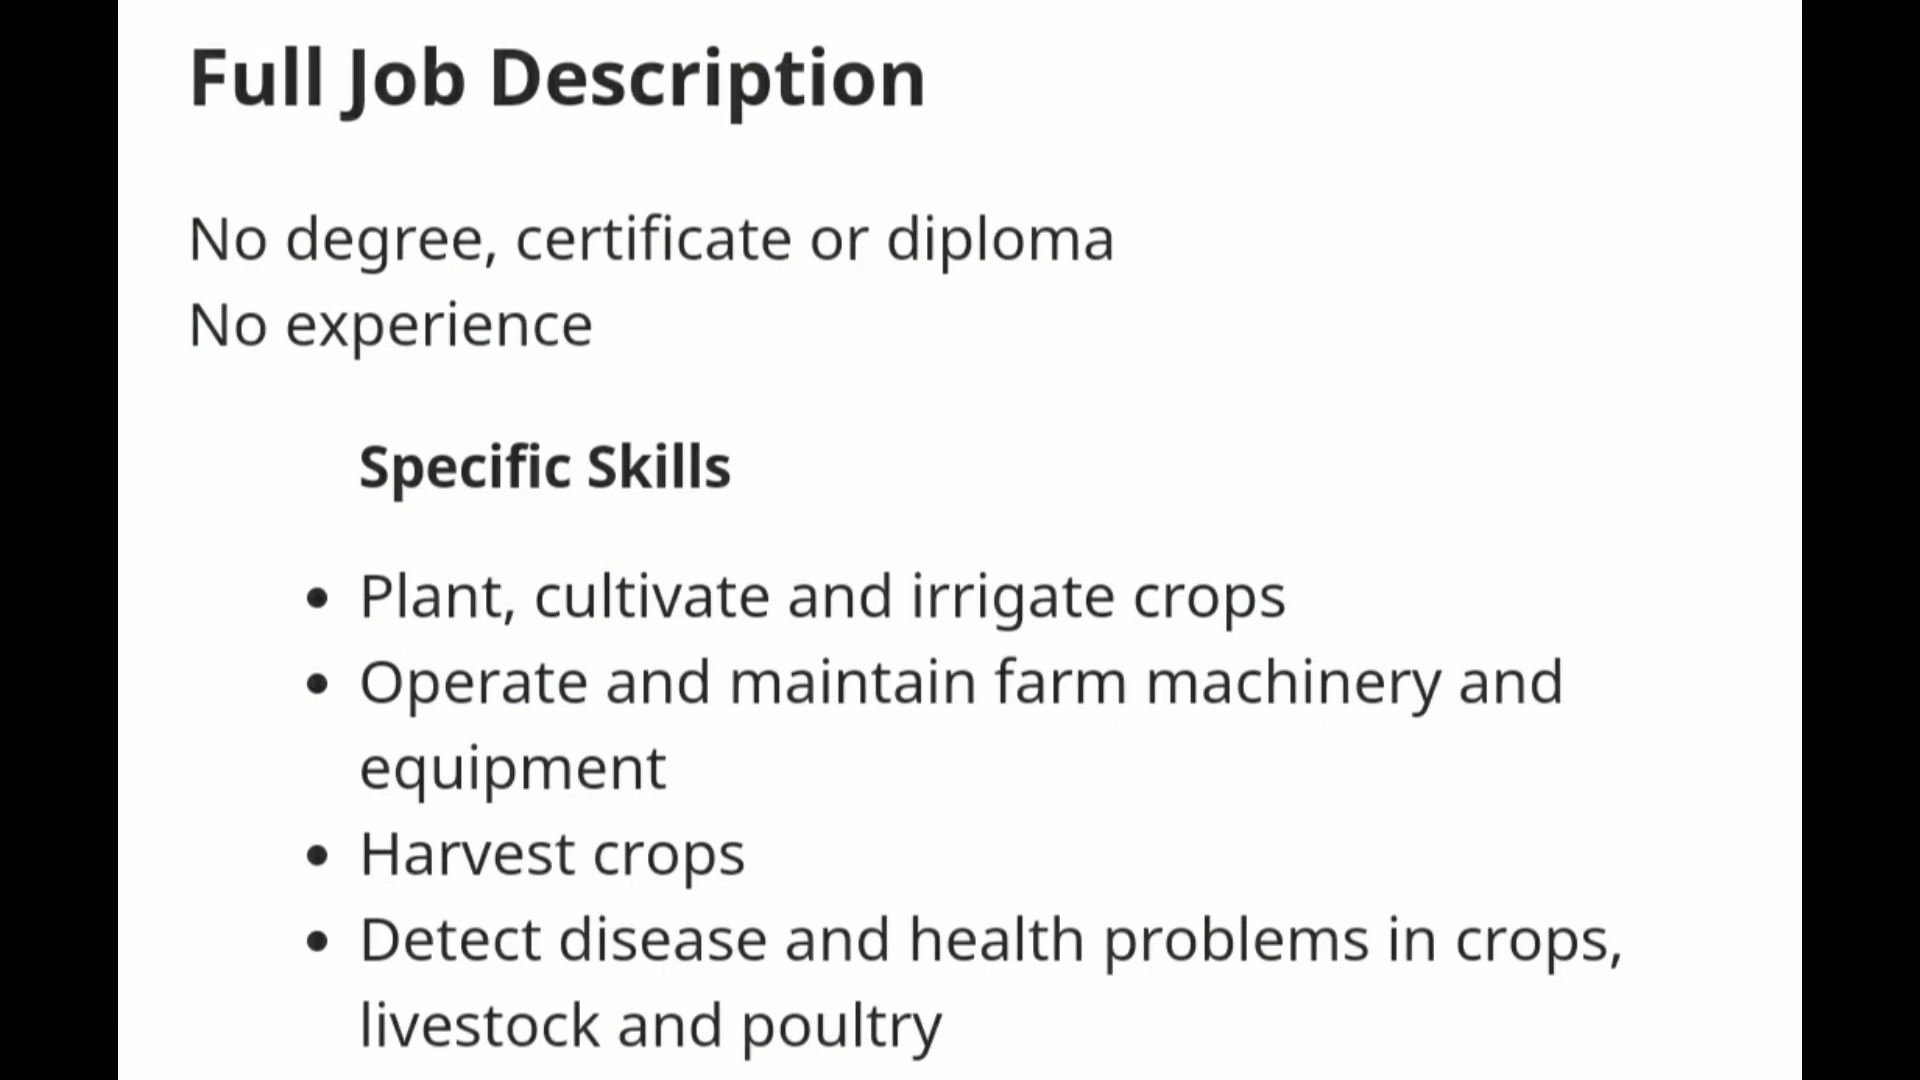 Full Job Description
No degree, certificate or diploma
No experience
Specific Skills
• Plant, cultivate and irrigate crops
• Operate and maintain farm machinery and
equipment
• Harvest crops
• Detect disease and health problems in crops,
livestock and poultry